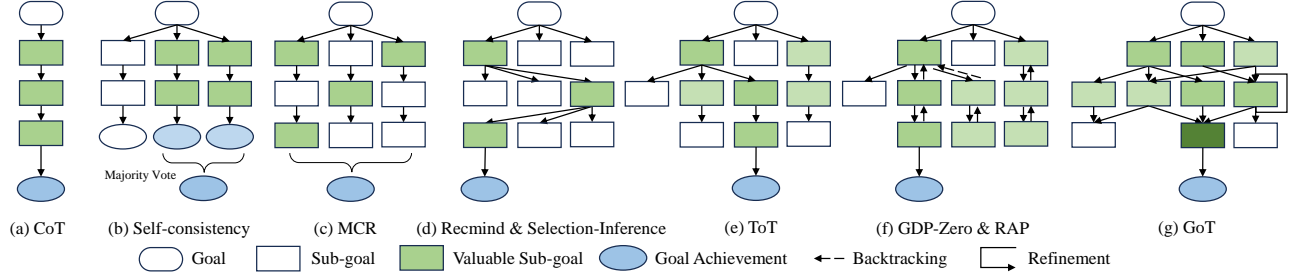 Majority Vote
(a) CoT
(b) Self-consistency
(c) MCR
(d) Recmind & Selection-Inference
(e) ToT
(f) GDP-Zero & RAP
(g) GoT
Goal
Sub-goal
Valuable Sub-goal
Goal Achievement
Backtracking
Refinement